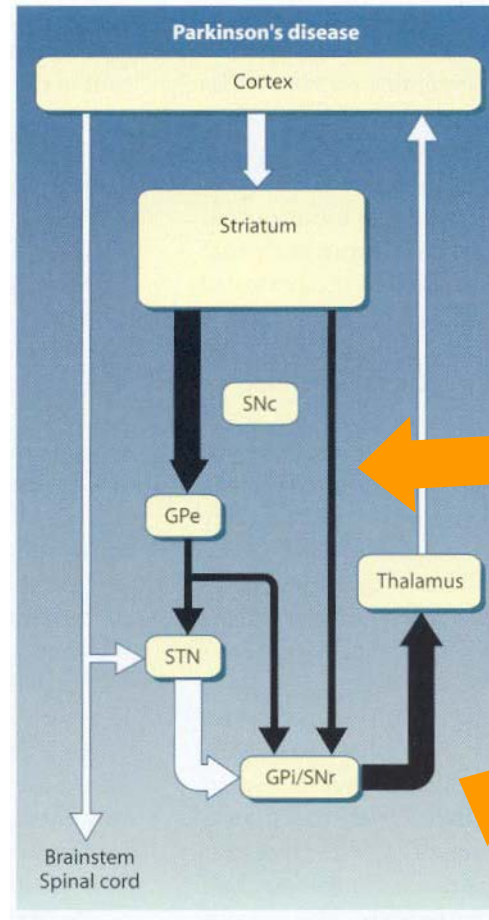 Parkinson's disease
Cortex
Striatum
SNc
GPe
Thalamus
STN
GPi/SNr
Brainstem
Spinal cord